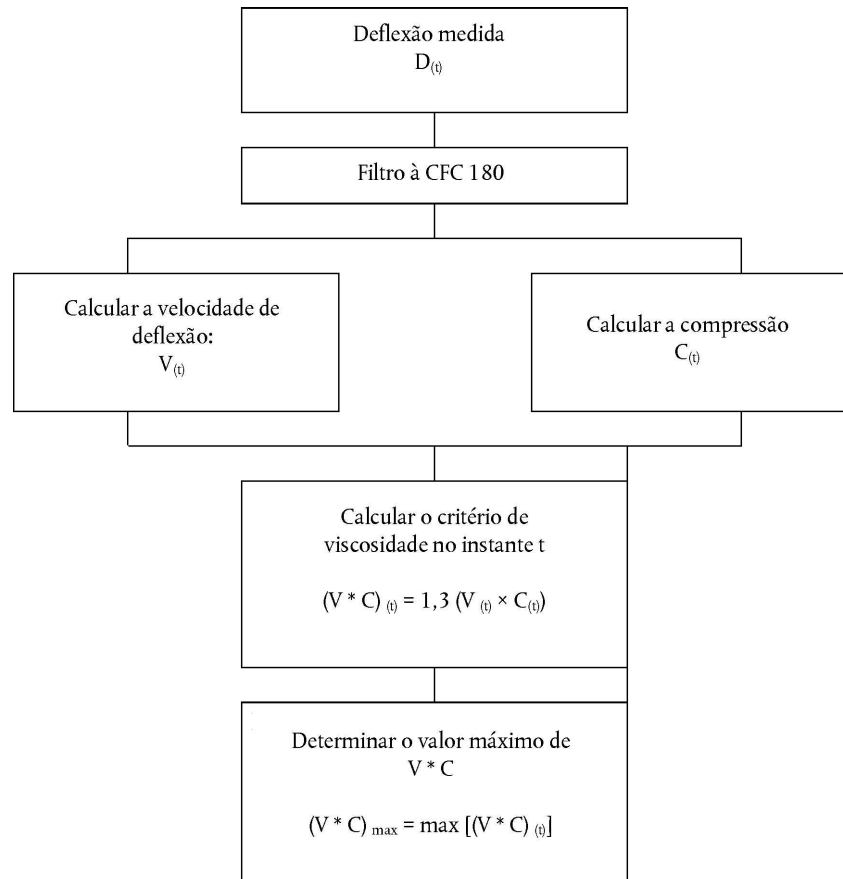 Deflexão medida
D(t)
Filtro à CFC 180
Calcular a velocidade de
deflexão:
V(t)
Calcular a compressão
C(t)
Calcular o critério de
viscosidade no instante t
(V * C) (t) = 1,3 (V (t) × C(t))
Determinar o valor máximo de
V * C
(V * C) max = max [(V * C) (t)]